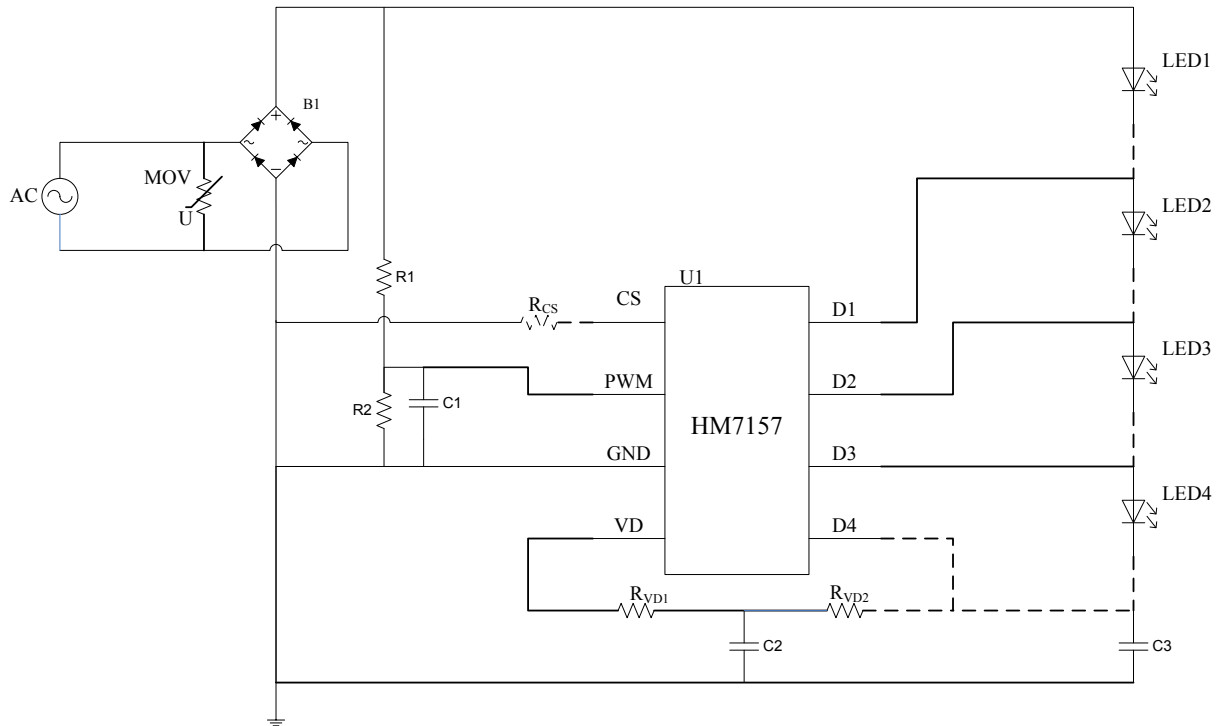 LED1
B1
MOV
AC
U
LED2
R1
U1
RCS
CS
D1
LED3
PWM
D2
R2
C1
HM7157
GND
D3
LED4
VD
D4
RVD1
RVD2
C2
C3